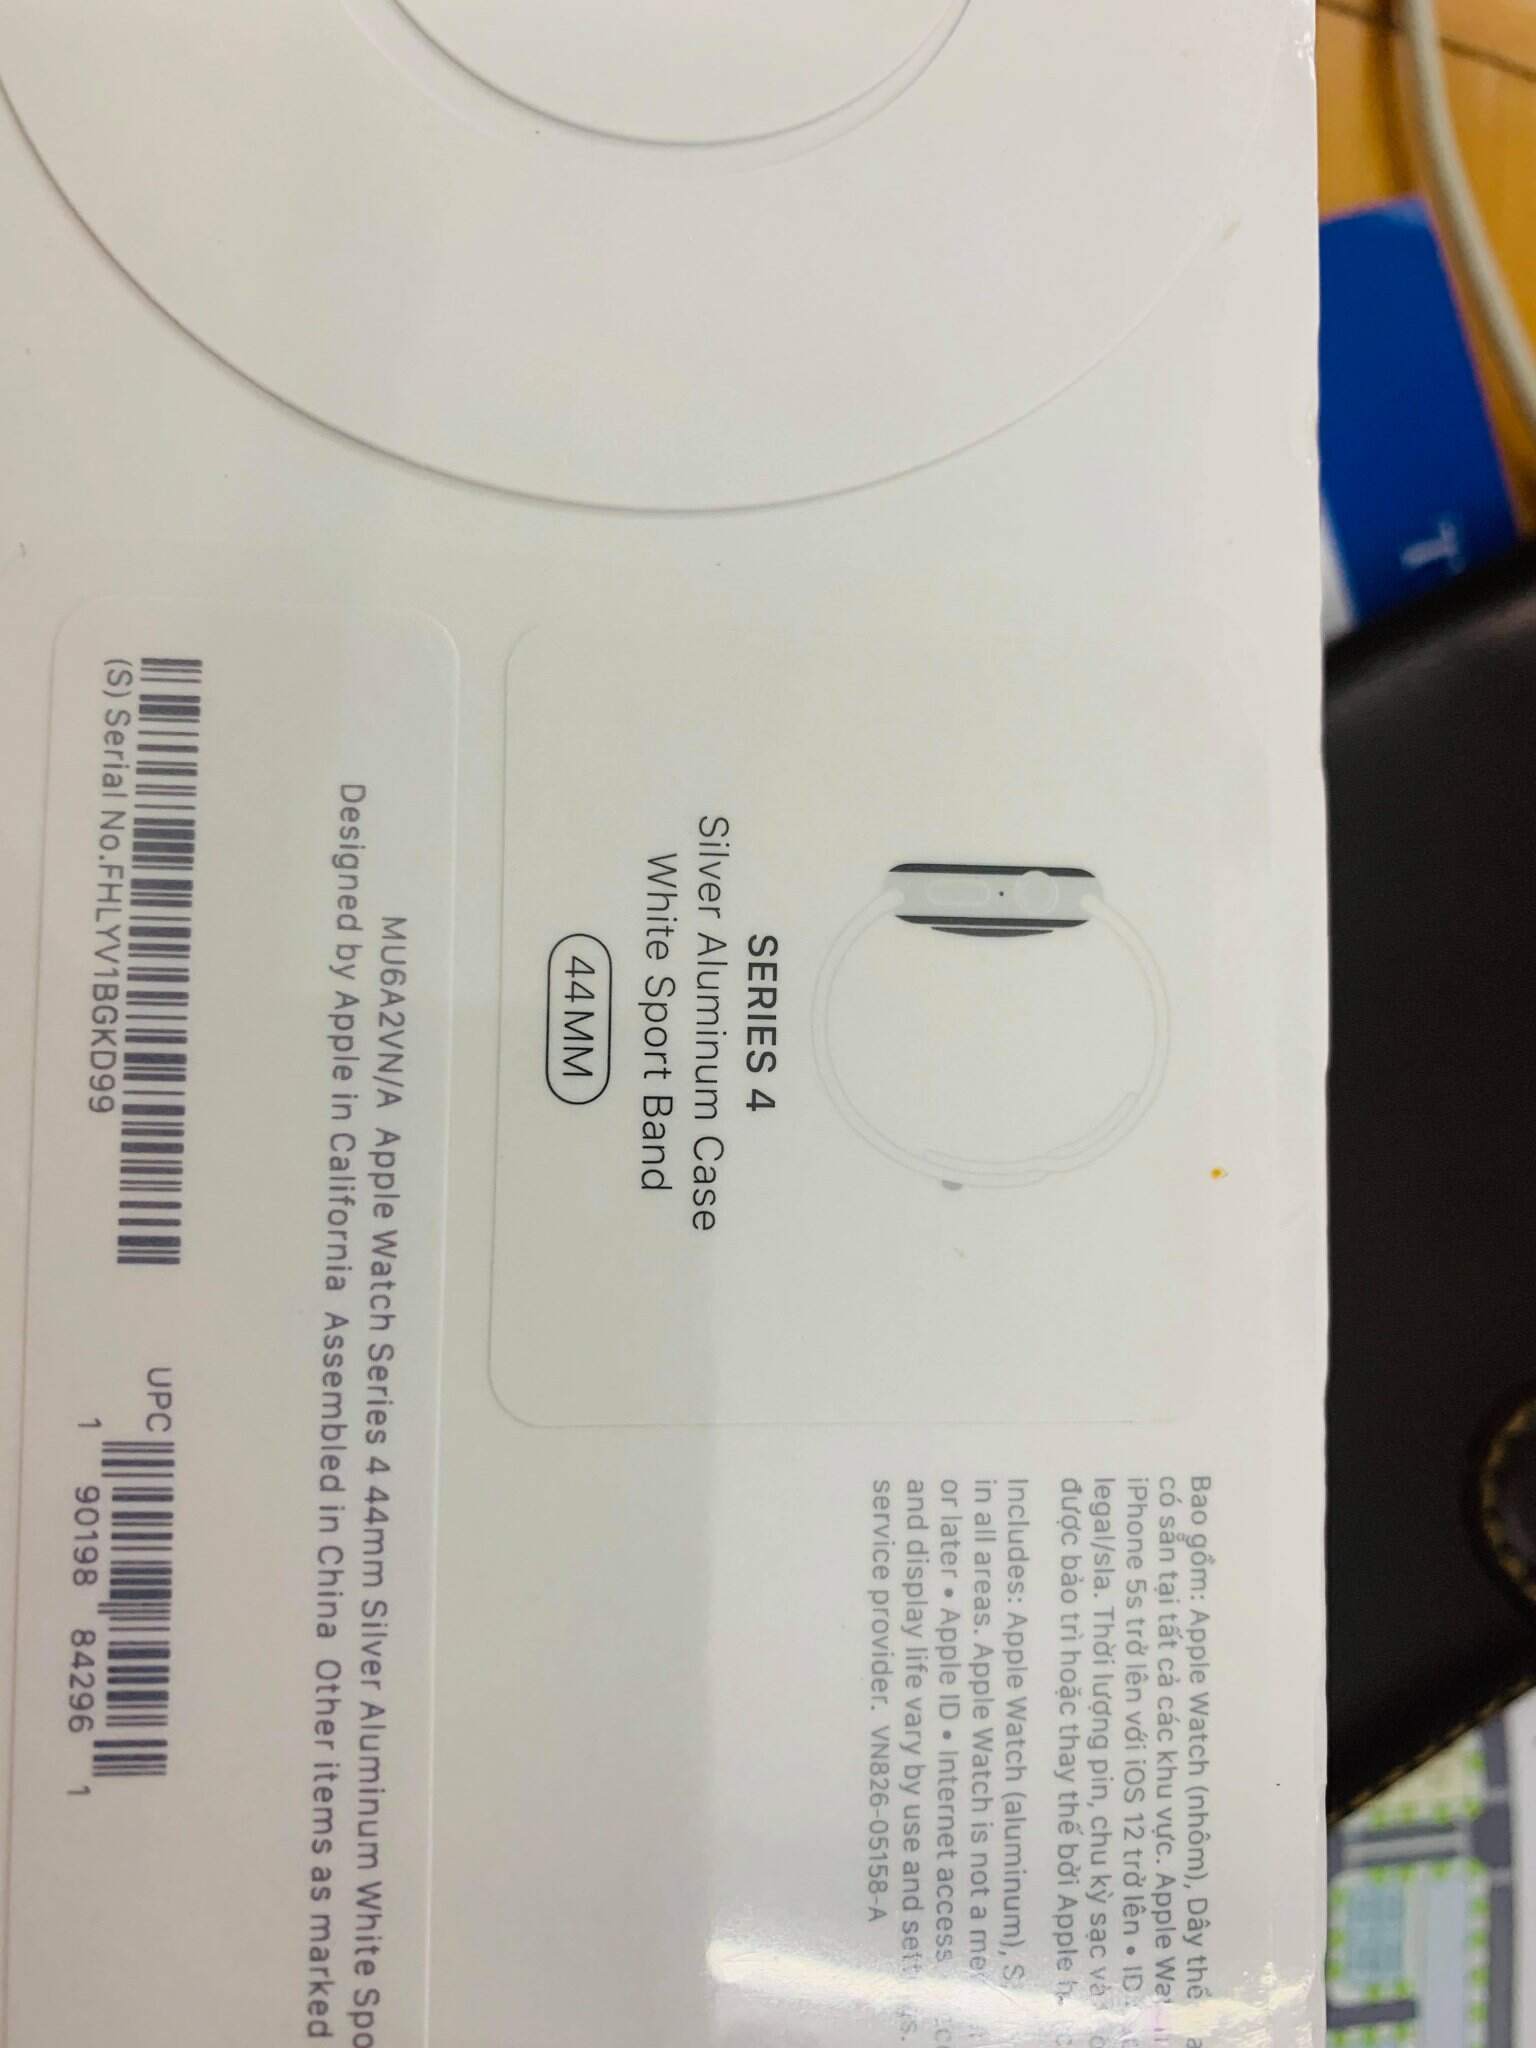 SERIES 4
Silver Aluminum Case
White Sport Band
44MM
Bao gồm: Apple Watch (nhôm), Dây thể
có sẵn tại tất cả các khu vực. Apple
iPhone 5s trở lên với iOS 12 trở lên • ID
legal/sla. Thời lượng pin, chu kỳ sạc và
được bảo trì hoặc thay thế bởi Apple
Includes: Apple Watch (aluminum),
in all areas. Apple Watch is not a
or later • Apple ID • Internet access
and display life vary by use and
service provider. VN826-05158-A
MU6A2VN/A Apple Watch Series 4 44mm Silver Aluminum White Spo
Designed by Apple in California Assembled in China Other items as marked
(S) Serial No.FHLYV1BGKD99
UPC
1 90198 84296 1